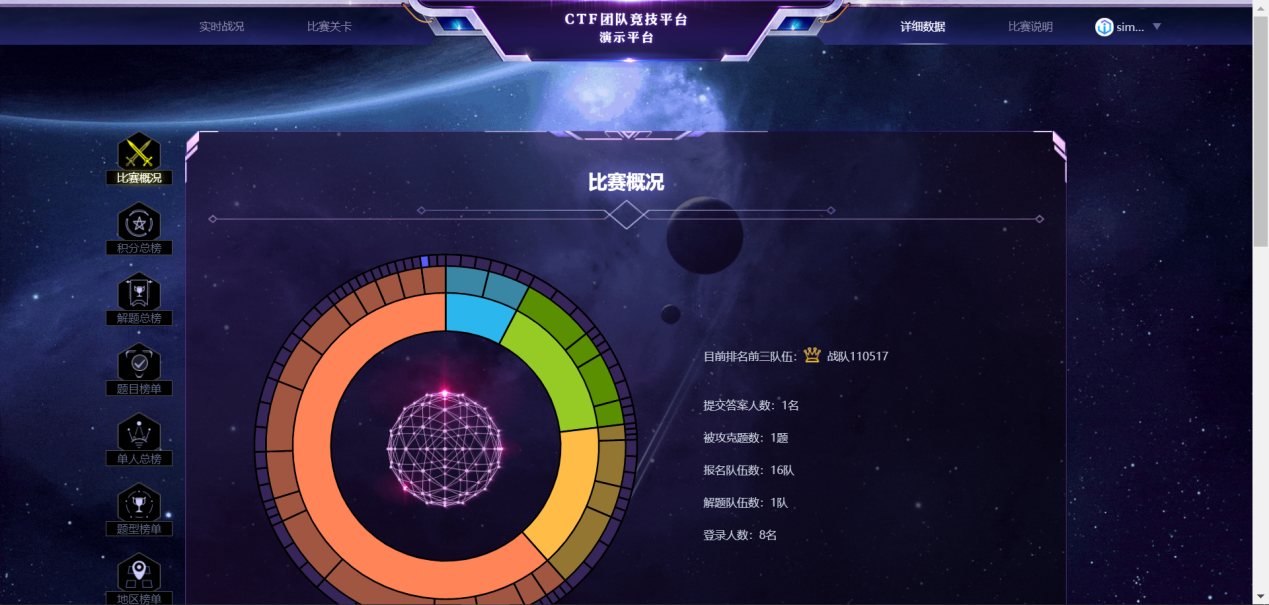 实时战况
比赛关卡
CTF团队竞技平台
演示平台
详细数据
比赛说明
sim...
比赛概况
积分总榜
解题总榜
题目榜单
单人总榜
题型榜单
地区榜单
比赛概况
目前排名前三队伍: 战队110517
提交答案人数: 1名
被攻克题数: 1题
报名队伍数: 16队
解题队伍数: 1队
登录人数: 8名